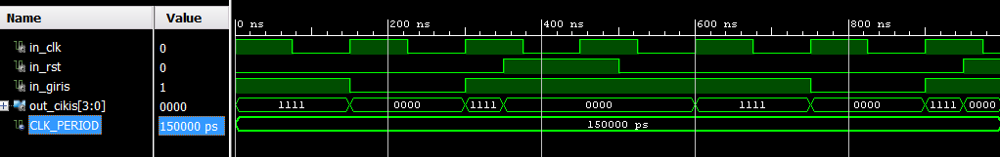 Name Value 0 ns 200 ns 400 ns 600 ns 800 ns
in_clk 0
in_rst 0
in_giris 1
out_cikis[3:0] 0000 1111 0000 1111 0000 1111 0000 1111 0000
CLK_PERIOD 150000 ps 150000 ps